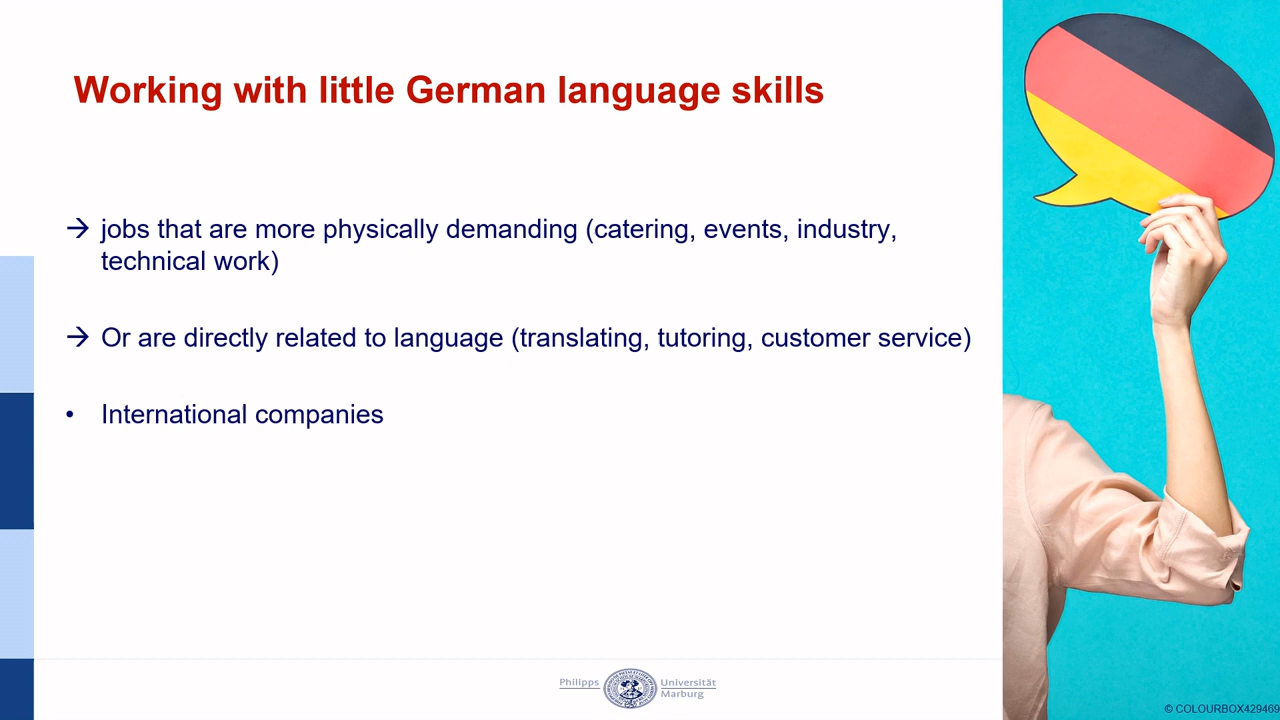 Working with little German language skills
→ jobs that are more physically demanding (catering, events, industry,
technical work)
→ Or are directly related to language (translating, tutoring, customer service)
• International companies
Philipps Universität
Marburg
© COLOURBOX429469